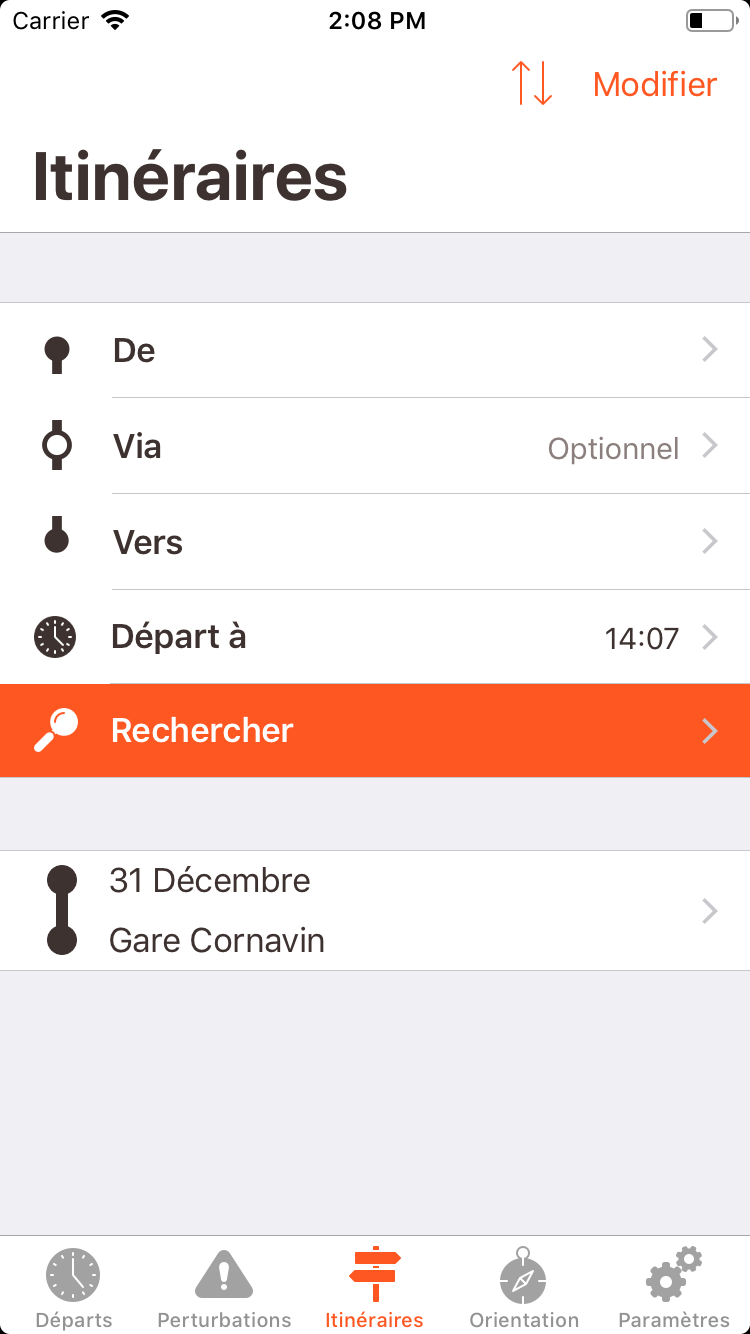 Carrier 2:08 PM
Modifier
Itinéraires
De
Via Optionnel
Vers
Départ à 14:07
Rechercher
31 Décembre
Gare Cornavin
Départs Perturbations Itinéraires Orientation Paramètres